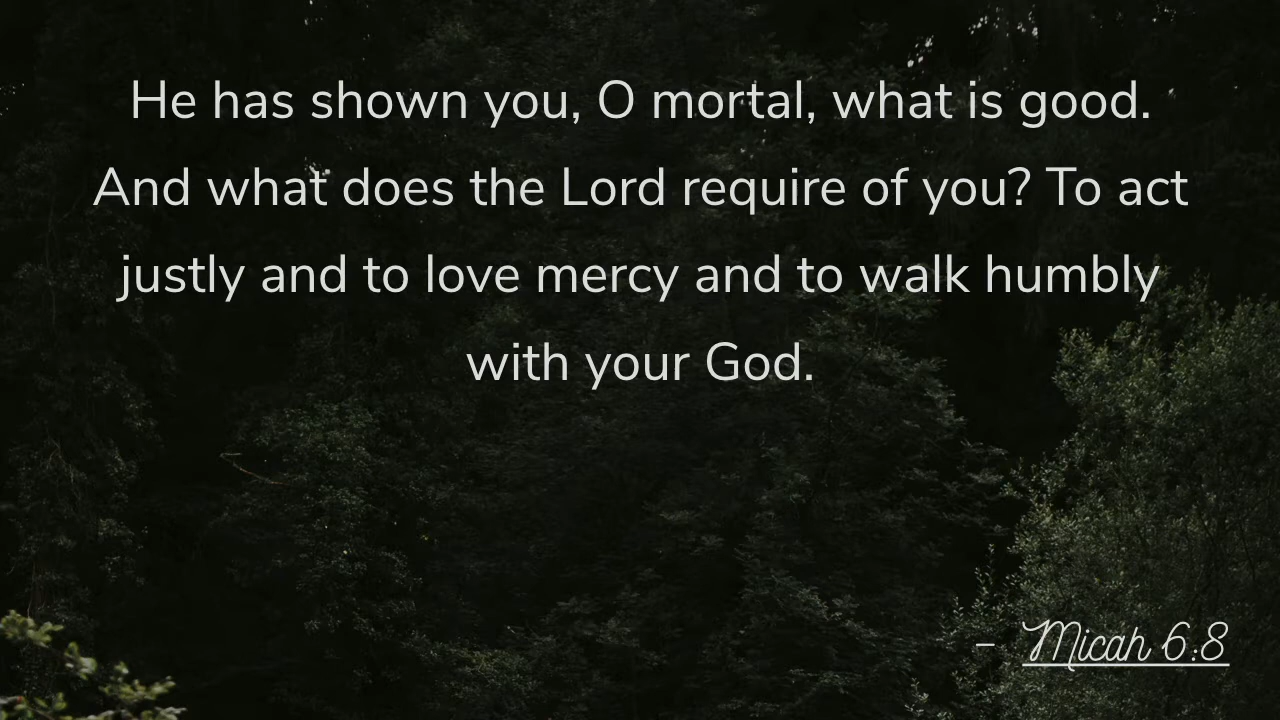 He has shown you, O mortal, what is good.
And what does the Lord require of you? To act
justly and to love mercy and to walk humbly
with your God.
– Micah 6:8